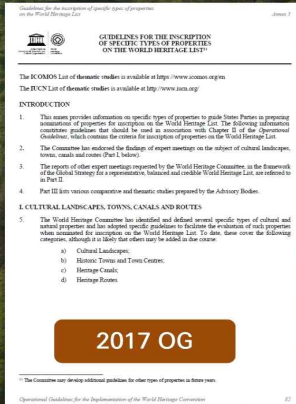 Guidelines for the inscription of specific types of properties
on the World Heritage List
Annex 3
GUIDELINES FOR THE INSCRIPTION
OF SPECIFIC TYPES OF PROPERTIES
ON THE WORLD HERITAGE LIST
The ICOMOS List of thematic studies is available at https://www.icomos.org/en
The IUCN List of thematic studies is available at http://www.iucn.org/
INTRODUCTION
1. This annex provides information on specific types of properties to guide States Parties in preparing
nominations of properties for inscription on the World Heritage List. The following information
constitutes guidelines that should be used in association with Chapter II of the Operational
Guidelines, which contains the criteria for inscription of properties on the World Heritage List.
2. The Committee has endorsed the findings of expert meetings on the subject of cultural landscapes,
towns, canals and routes (Part I, below).
3. The reports of other expert meetings requested by the World Heritage Committee, in the framework
of the Global Strategy for a representative, balanced and credible World Heritage List, are referred to
in Part II.
4. Part III lists various comparative and thematic studies prepared by the Advisory Bodies.
I. CULTURAL LANDSCAPES, TOWNS, CANALS AND ROUTES
5. The World Heritage Committee has identified and defined several specific types of cultural and
natural properties and has adopted specific guidelines to facilitate the evaluation of such properties
when nominated for inscription on the World Heritage List. To date, these cover the following
categories, although it is likely that others may be added in due course:
a) Cultural Landscapes;
b) Historic Towns and Town Centres;
c) Heritage Canals;
d) Heritage Routes
2017 OG
The Committee may develop additional guidelines for other types of properties in future years.
Operational Guidelines for the Implementation of the World Heritage Convention